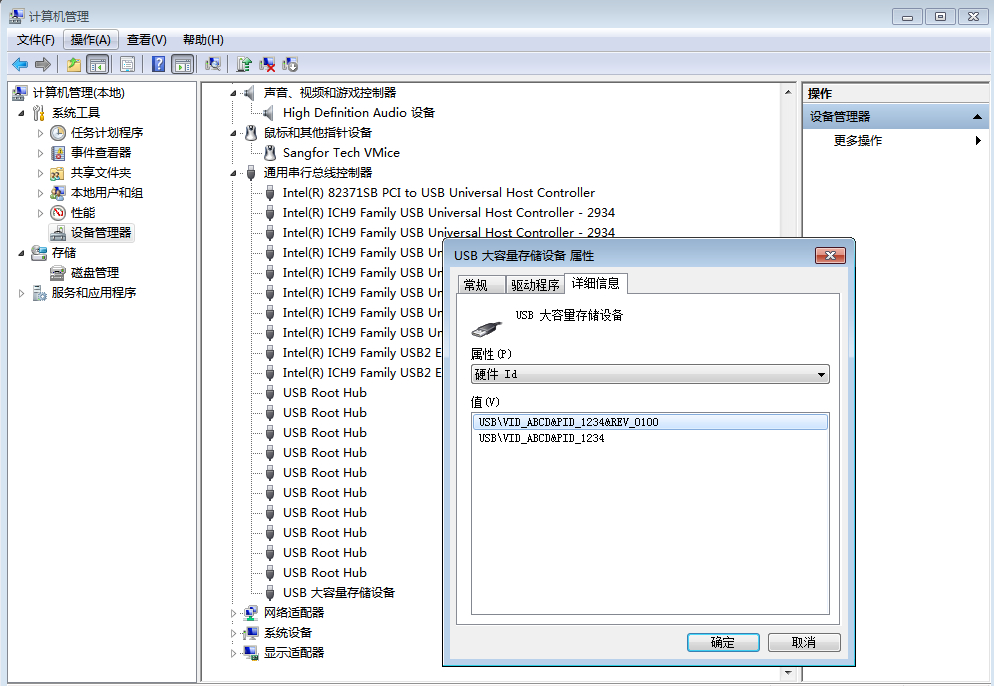 计算机管理
文件(F) 操作(A) 查看(V) 帮助(H)
计算机管理(本地)
系统工具
任务计划程序
事件查看器
共享文件夹
本地用户和组
性能
设备管理器
存储
磁盘管理
服务和应用程序
声音、视频和游戏控制器
High Definition Audio 设备
鼠标和其他指针设备
Sangfor Tech VMice
通用串行总线控制器
Intel(R) 82371SB PCI to USB Universal Host Controller
Intel(R) ICH9 Family USB Universal Host Controller - 2934
Intel(R) ICH9 Family USB Universal Host Controller - 2934
Intel(R) ICH9 Family USB Un
Intel(R) ICH9 Family USB Un
Intel(R) ICH9 Family USB Un
Intel(R) ICH9 Family USB Un
Intel(R) ICH9 Family USB Un
Intel(R) ICH9 Family USB2 E
Intel(R) ICH9 Family USB2 E
USB Root Hub
USB Root Hub
USB Root Hub
USB Root Hub
USB Root Hub
USB Root Hub
USB Root Hub
USB Root Hub
USB Root Hub
USB Root Hub
USB 大容量存储设备
网络适配器
系统设备
显示适配器
USB 大容量存储设备 属性
常规 驱动程序 详细信息
USB 大容量存储设备
属性(P)
硬件 Id
值(V)
USB\VID_ABCD&PID_1234&REV_0100
USB\VID_ABCD&PID_1234
确定 取消
操作
设备管理器
更多操作